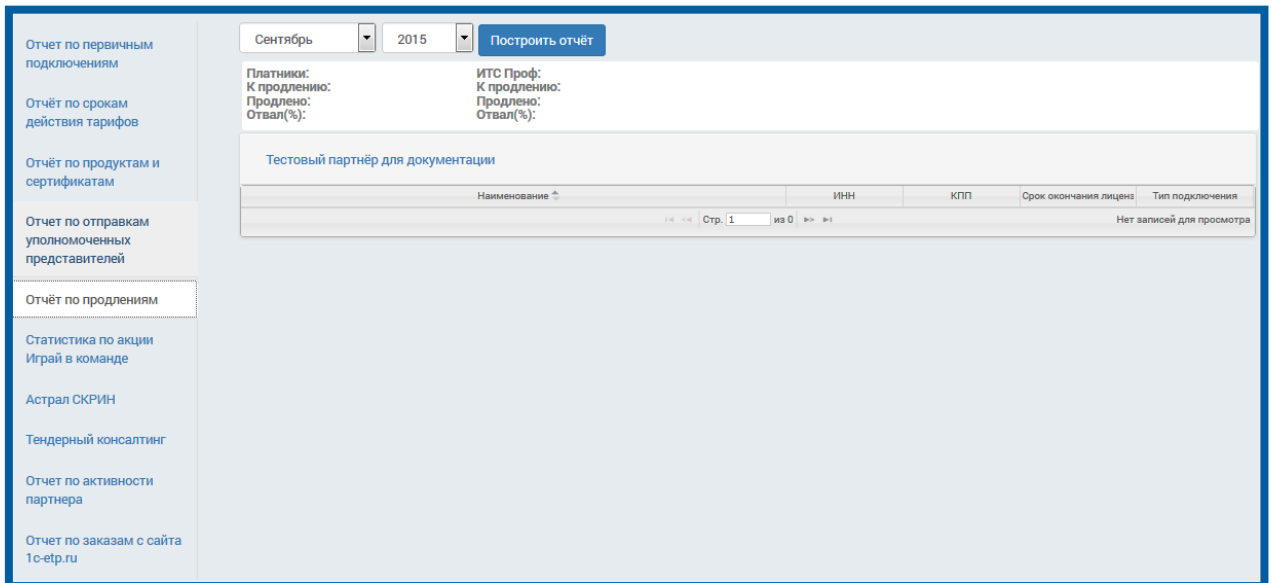 Отчет по первичным
подключениям
Отчёт по срокам
действия тарифов
Отчёт по продуктам и
сертификатам
Отчет по отправкам
уполномоченных
представителей
Отчёт по продлениям
Статистика по акции
Играй в команде
Астрал СКРИН
Тендерный консалтинг
Отчет по активности
партнера
Отчет по заказам с сайта
1c-etp.ru
Сентябрь 2015 Построить отчёт
Платники: ИТС Проф:
К продлению: К продлению:
Продлено: Продлено:
Отвал(%): Отвал(%):
Тестовый партнёр для документации
Наименование ИНН КПП Срок окончания лиценз Тип подключения
Стр. 1 из 0 Нет записей для просмотра